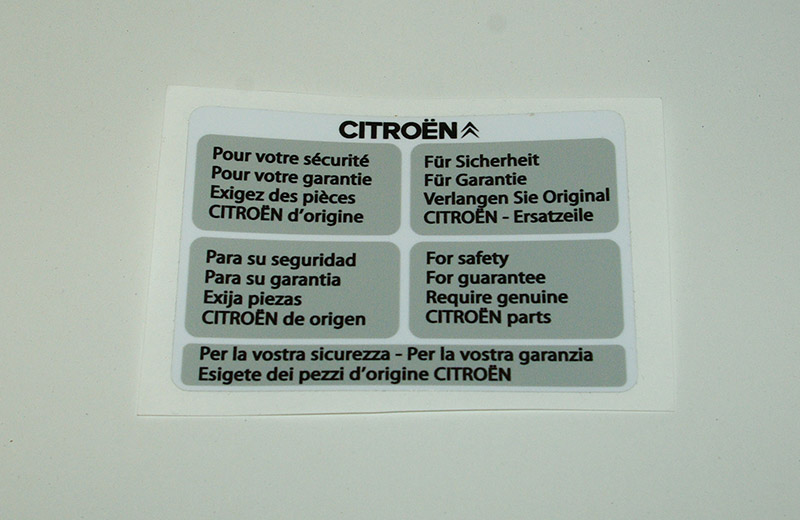 CITROËN
Pour votre sécurité
Pour votre garantie
Exigez des pièces
CITROËN d'origine
Für Sicherheit
Für Garantie
Verlangen Sie Original
CITROËN - Ersatzeile
Para su seguridad
Para su garantia
Exija piezas
CITROËN de origen
For safety
For guarantee
Require genuine
CITROËN parts
Per la vostra sicurezza - Per la vostra garanzia
Esigete dei pezzi d'origine CITROËN